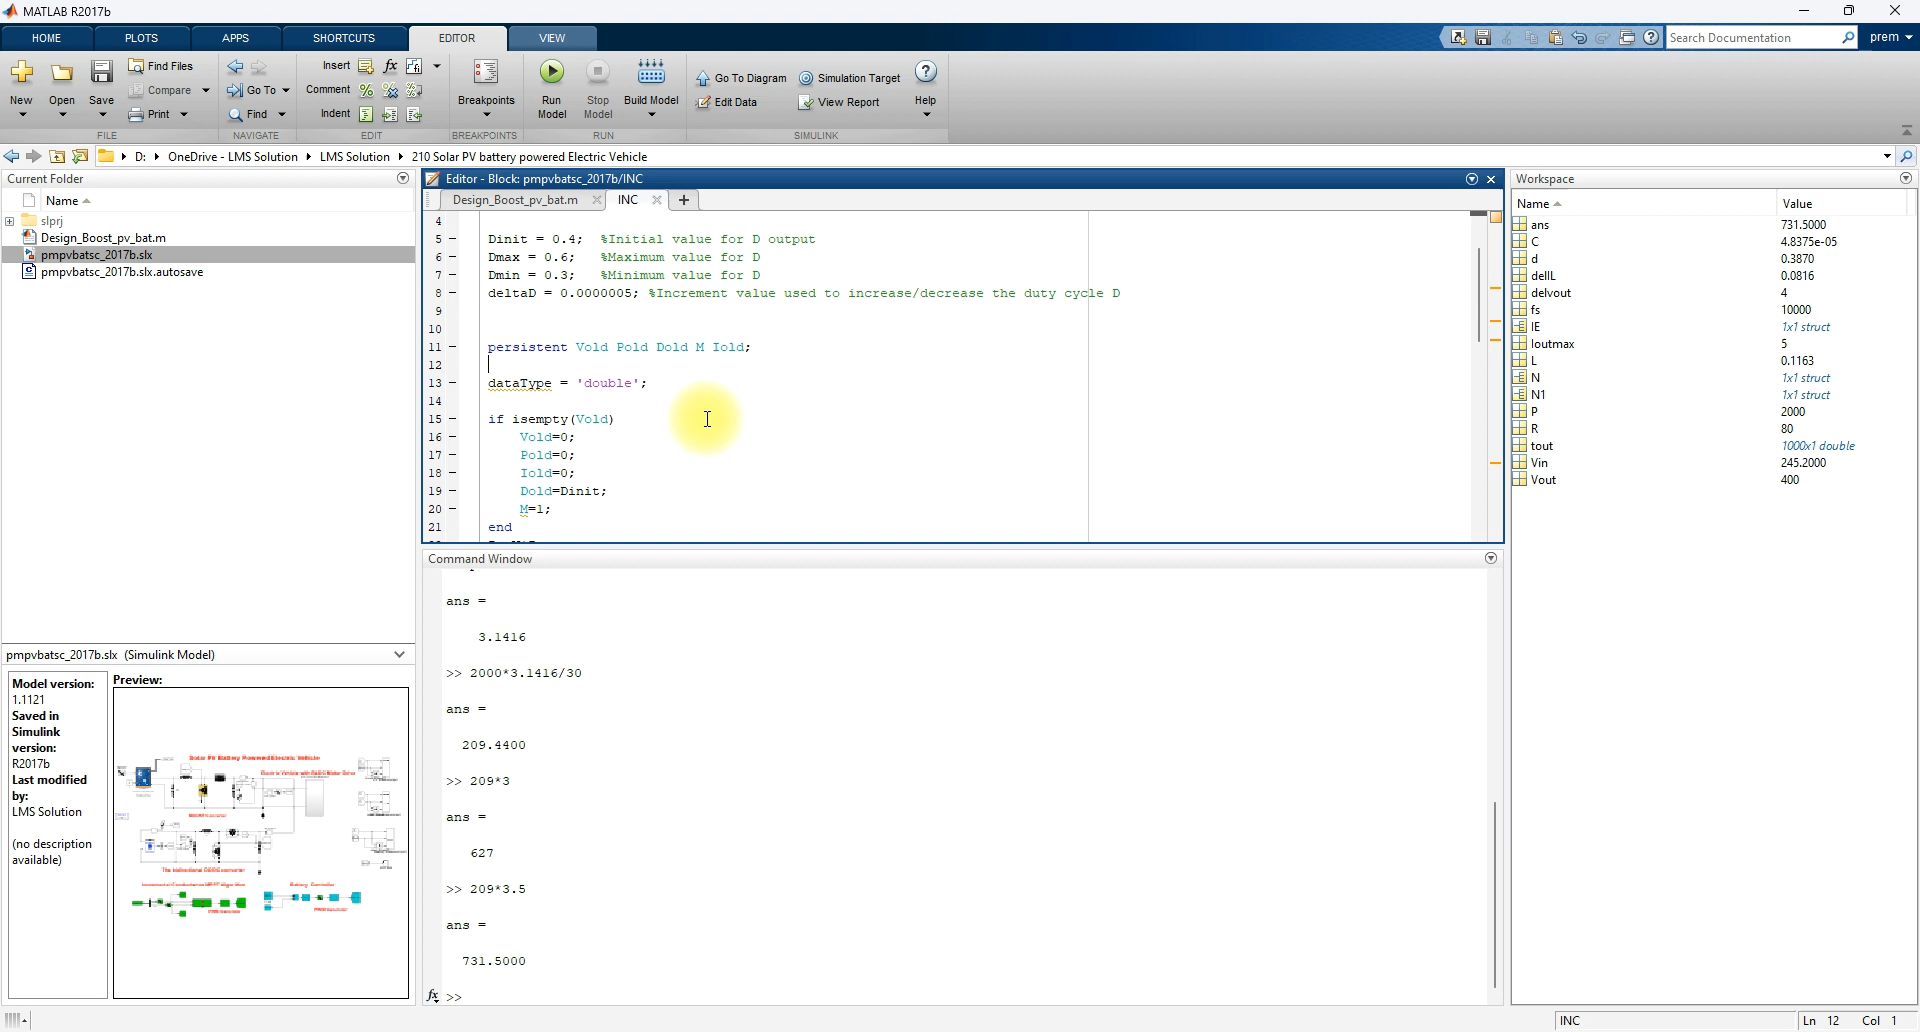 MATLAB R2017b
HOME
PLOTS
APPS
SHORTCUTS
EDITOR
VIEW
Search Documentation
prem
New
Open
Save
Find Files
Compare
Print
FILE
Go To
Find
NAVIGATE
Insert
fx
Comment
Indent
EDIT
Breakpoints
BREAKPOINTS
Run Model
Stop Model
Build Model
RUN
Go To Diagram
Edit Data
Simulation Target
View Report
Help
SIMULINK
D: OneDrive - LMS Solution LMS Solution 210 Solar PV battery powered Electric Vehicle
Current Folder
Name
slprj
Design_Boost_pv_bat.m
pmpvbatsc_2017b.slx
pmpvbatsc_2017b.slx.autosave
pmpvbatsc_2017b.slx (Simulink Model)
Model version:
1.1121
Saved in
Simulink
version:
R2017b
Last modified
by:
LMS Solution
(no description
available)
Preview:
Solar PV Battery Powered Electric Vehicle
Editor - Block: pmpvbatsc_2017b/INC
Design_Boost_pv_bat.m
INC
4
5 – Dinit = 0.4; %Initial value for D output
6 – Dmax = 0.6; %Maximum value for D
7 – Dmin = 0.3; %Minimum value for D
8 – deltaD = 0.0000005; %Increment value used to increase/decrease the duty cycle D
9
10
11 – persistent Vold Pold Dold M Iold;
12
13 – dataType = 'double';
14
15 – if isempty(Vold)
16 – Vold=0;
17 – Pold=0;
18 – Iold=0;
19 – Dold=Dinit;
20 – M=1;
21 end
Command Window
ans =
3.1416
>> 2000*3.1416/30
ans =
209.4400
>> 209*3
ans =
627
>> 209*3.5
ans =
731.5000
fx >>
Workspace
Name Value
ans 731.5000
C 4.8375e-05
d 0.3870
dellL 0.0816
delvout 4
fs 10000
IE 1x1 struct
Ioutmax 5
L 0.1163
N 1x1 struct
N1 1x1 struct
P 2000
R 80
tout 1000x1 double
Vin 245.2000
Vout 400
INC
Ln 12 Col 1